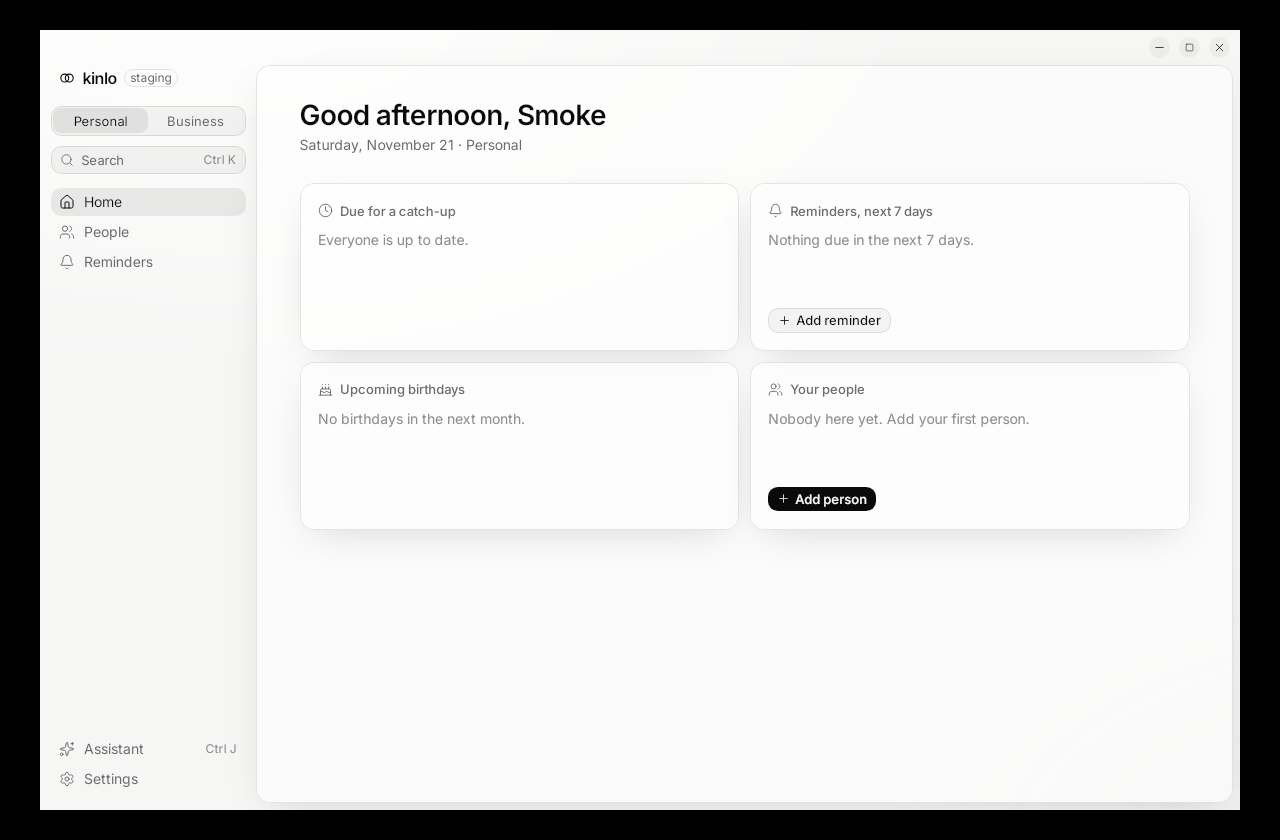 kinlo staging
Personal Business
Search Ctrl K
Home
People
Reminders
Assistant Ctrl J
Settings
Good afternoon, Smoke
Saturday, November 21 · Personal
Due for a catch-up
Everyone is up to date.
Reminders, next 7 days
Nothing due in the next 7 days.
+ Add reminder
Upcoming birthdays
No birthdays in the next month.
Your people
Nobody here yet. Add your first person.
+ Add person